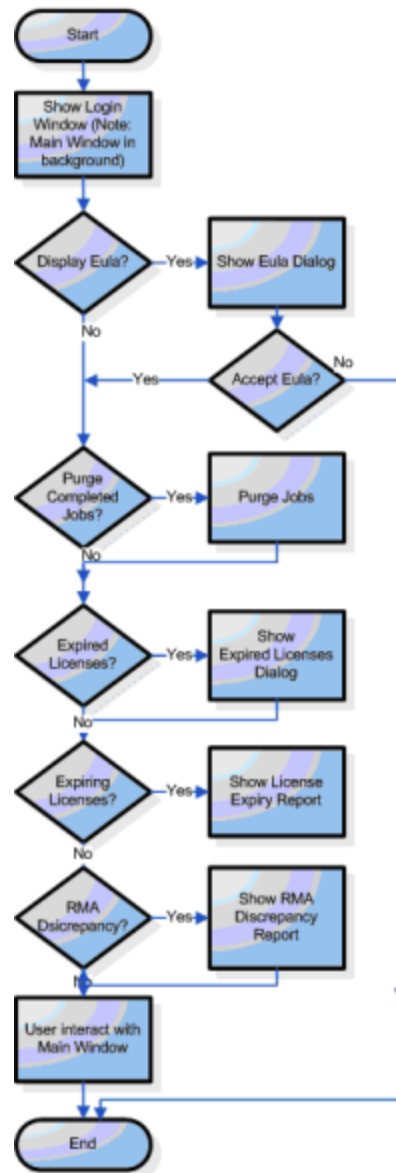 Start
Show Login
Window (Note:
Main Window in
background)
Display Eula?
Yes
Show Eula Dialog
No
Accept Eula?
No
Yes
Purge
Completed
Jobs?
Yes
Purge Jobs
No
Expired
Licenses?
Yes
Show
Expired Licenses
Dialog
No
Expiring
Licenses?
Yes
Show License
Expiry Report
No
RMA
Dsicrepancy?
Yes
Show RMA
Discrepancy
Report
No
User interact with
Main Window
End